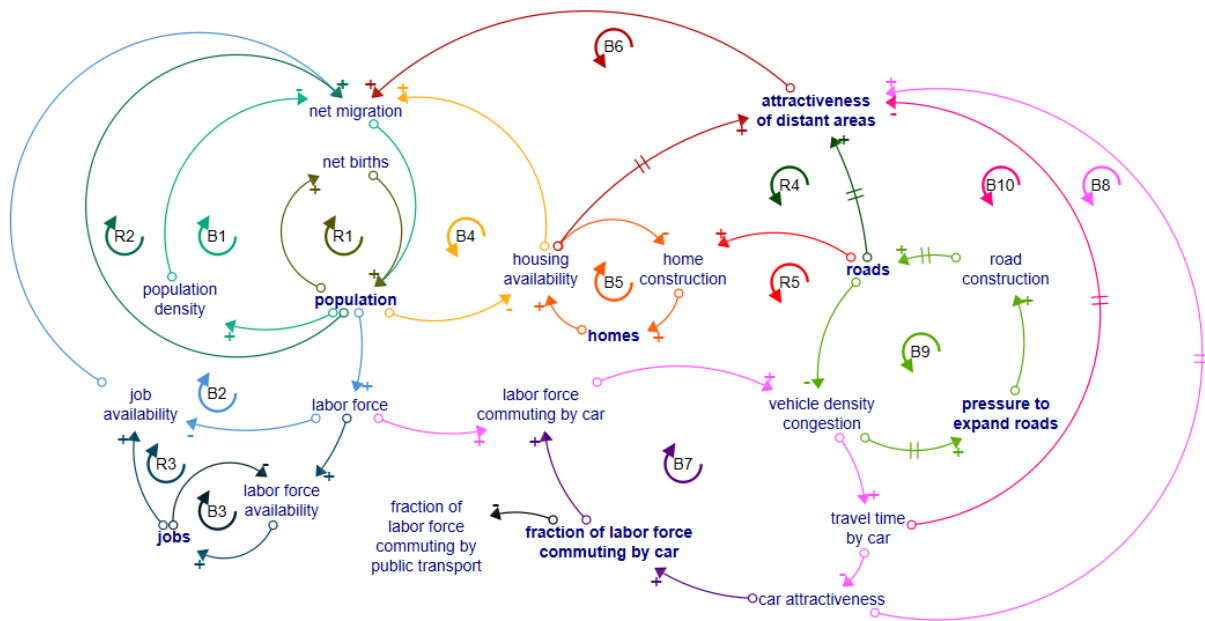 B6
+
+
+
-
+
net migration
attractiveness
of distant areas
-
+
+
net births
+
R4
B10
B8
R2
B1
R1
B4
+
-
+
+
housing
availability
home
construction
roads
road
construction
population
density
population
B5
R5
+
-
+
+
homes
+
+
B9
B2
job
availability
labor force
+
labor force
commuting by car
+
-
vehicle density
congestion
pressure to
expand roads
-
+
+
+
+
R3
-
+
B7
B3
labor force
availability
+
jobs
+
fraction of
labor force
commuting by
public transport
-
fraction of labor force
commuting by car
travel time
by car
+
-
car attractiveness